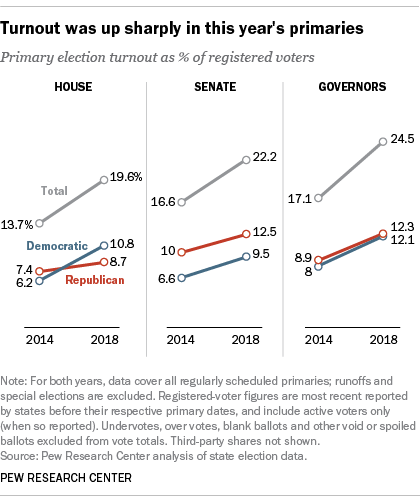 Turnout was up sharply in this year's primaries
Primary election turnout as % of registered voters
HOUSE
SENATE
GOVERNORS
Total
13.7%
19.6%
Democratic
10.8
7.4
8.7
6.2
Republican
2014
2018
16.6
22.2
10
12.5
6.6
9.5
2014
2018
17.1
24.5
8.9
12.3
8
12.1
2014
2018
Note: For both years, data cover all regularly scheduled primaries; runoffs and
special elections are excluded. Registered-voter figures are most recent reported
by states before their respective primary dates, and include active voters only
(when so reported). Undervotes, over votes, blank ballots and other void or spoiled
ballots excluded from vote totals. Third-party shares not shown.
Source: Pew Research Center analysis of state election data.
PEW RESEARCH CENTER